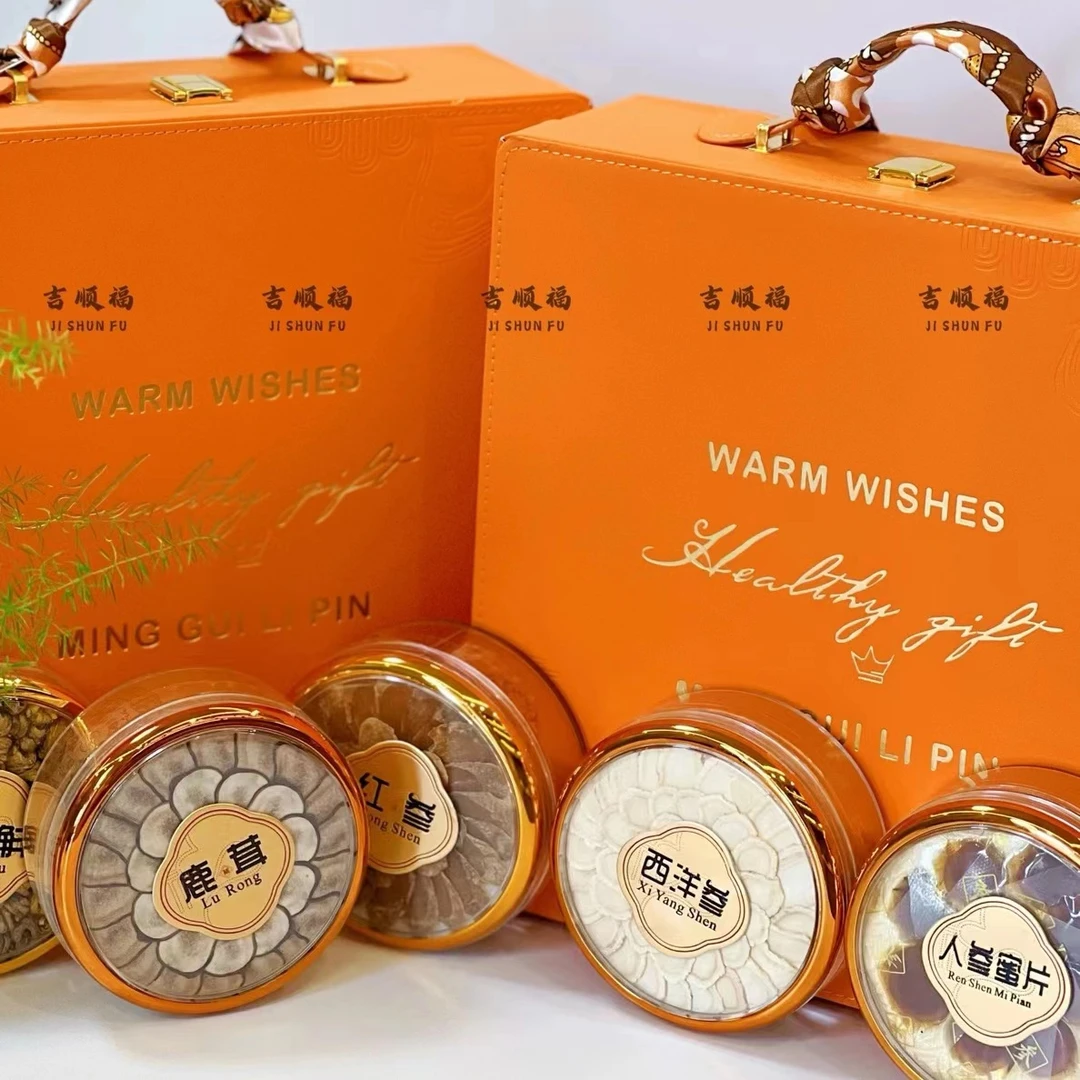 吉顺福 吉顺福 吉顺福 吉顺福 吉顺福
JI SHUN FU JI SHUN FU JI SHUN FU JI SHUN FU JI SHUN FU
WARM WISHES
Healthy gift
MING GUI LI PIN
WARM WISHES
Healthy gift
UI LI PIN
鹿茸
Lu Rong
红参
ong Shen
西洋参
Xi Yang Shen
人参蜜片
Ren Shen Mi Pian